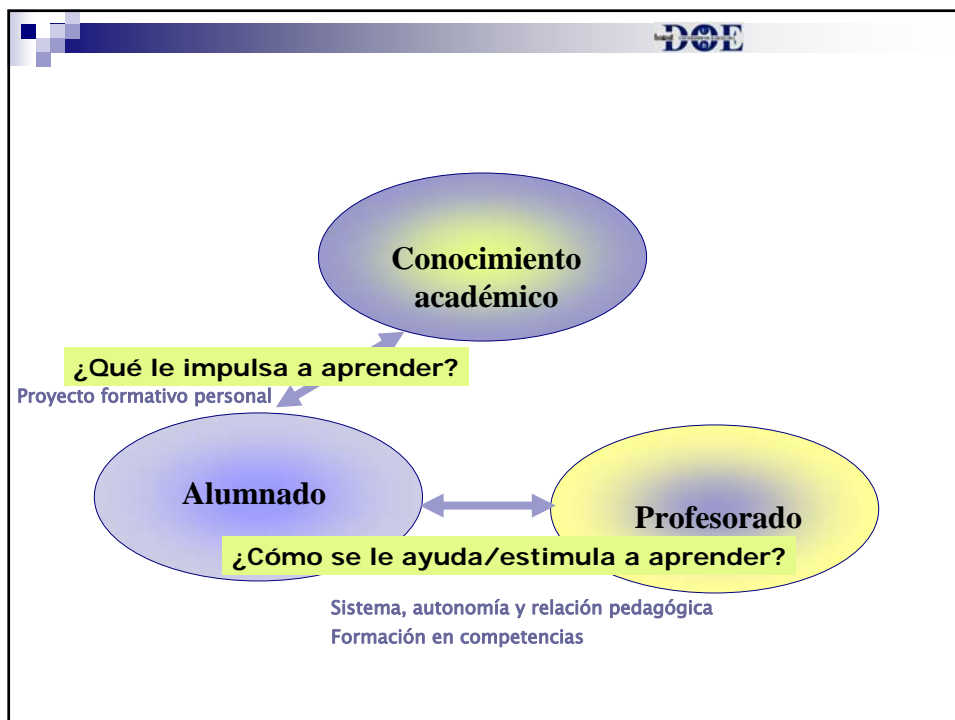 DOE
Conocimiento
académico
¿Qué le impulsa a aprender?
Proyecto formativo personal
Alumnado
Profesorado
¿Cómo se le ayuda/estimula a aprender?
Sistema, autonomía y relación pedagógica
Formación en competencias